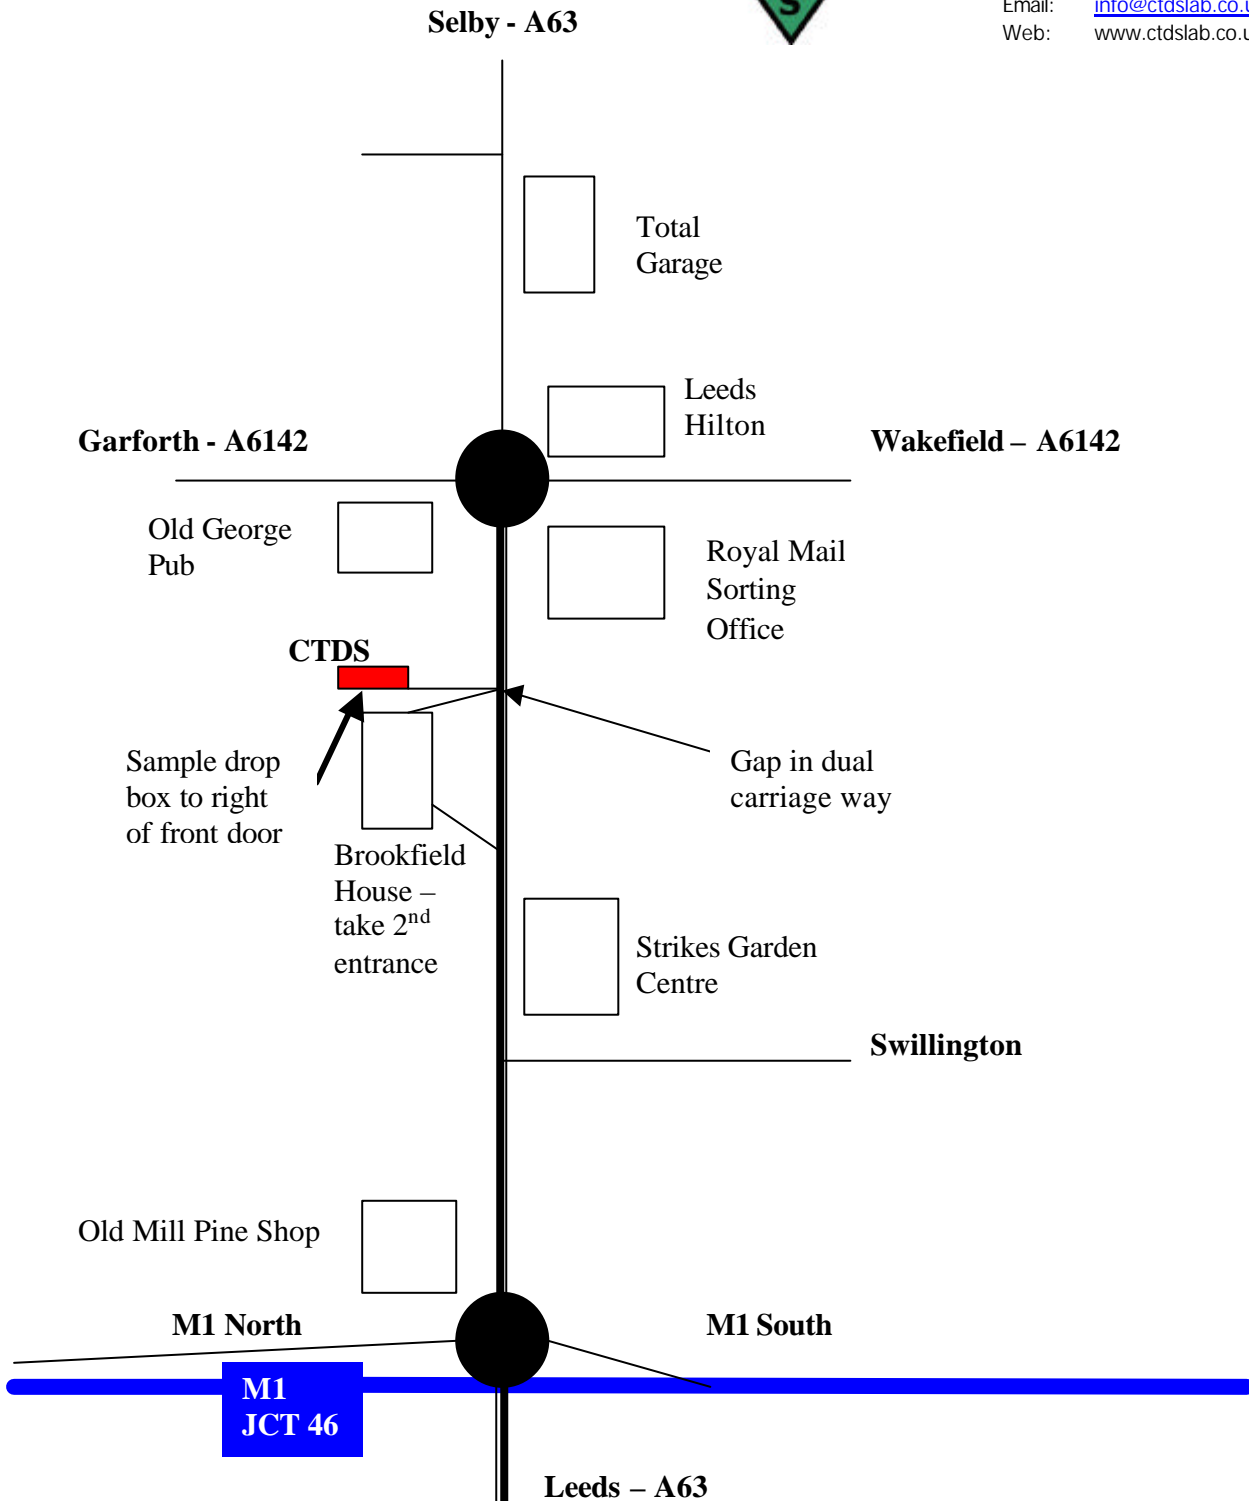 Selby - A63
S
Email: info@ctdslab.co.u
Web: www.ctdslab.co.u
Total
Garage
Leeds
Hilton
Garforth - A6142
Wakefield – A6142
Old George
Pub
Royal Mail
Sorting
Office
CTDS
Sample drop
box to right
of front door
Gap in dual
carriage way
Brookfield
House –
take 2nd
entrance
Strikes Garden
Centre
Swillington
Old Mill Pine Shop
M1 North
M1 South
M1
JCT 46
Leeds – A63